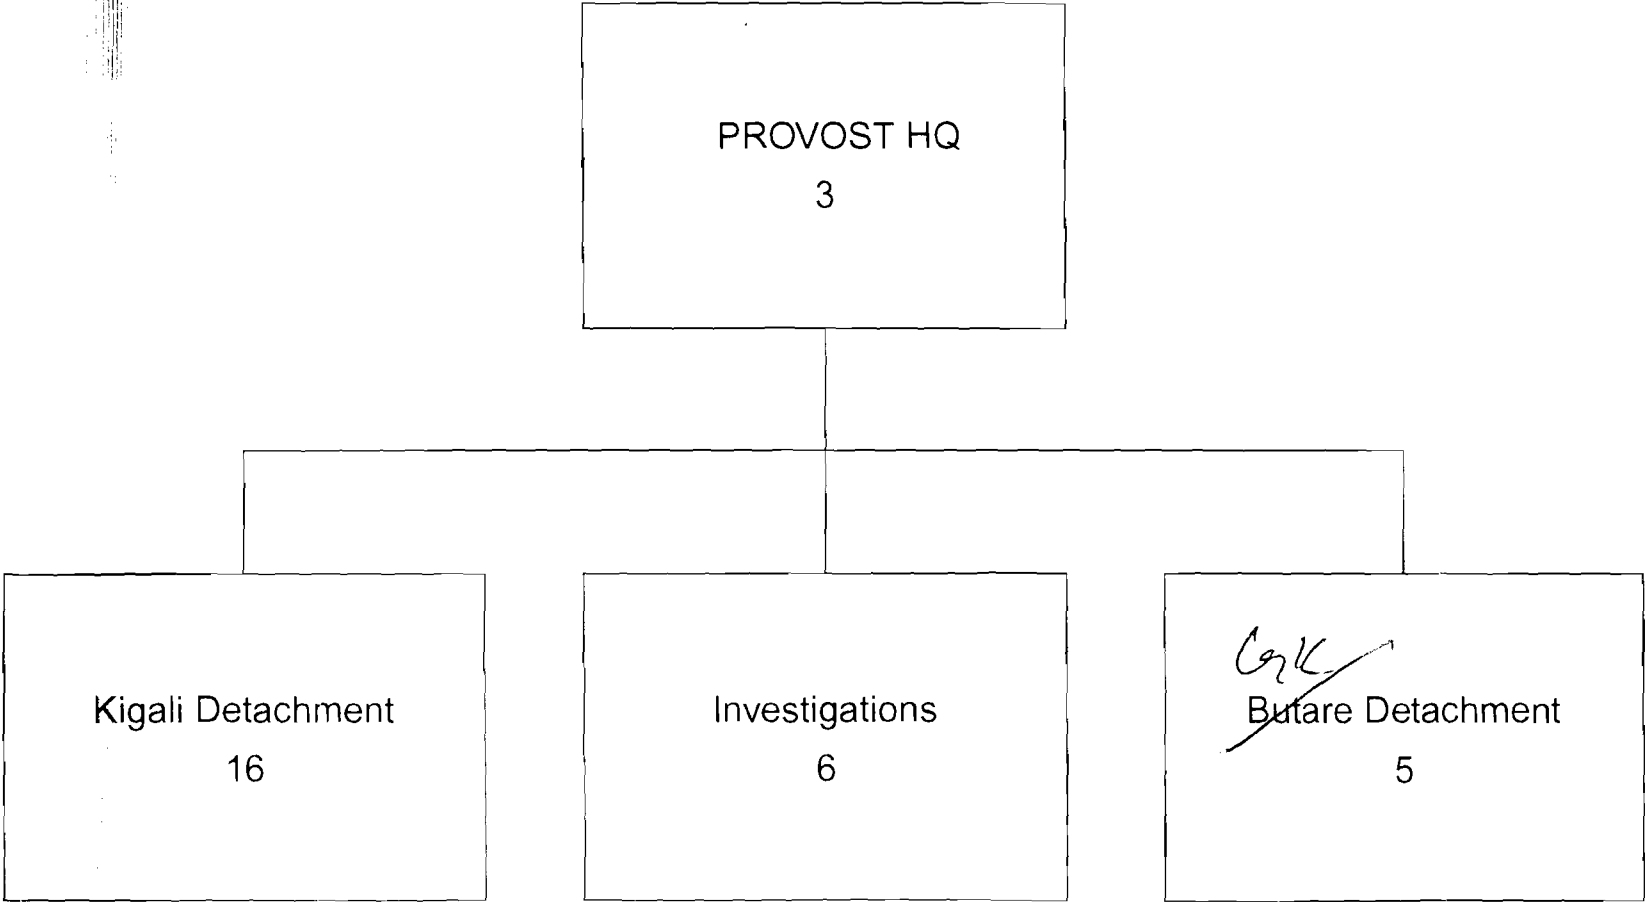 PROVOST HQ
3
Kigali Detachment
16
Investigations
6
Butare Detachment
5